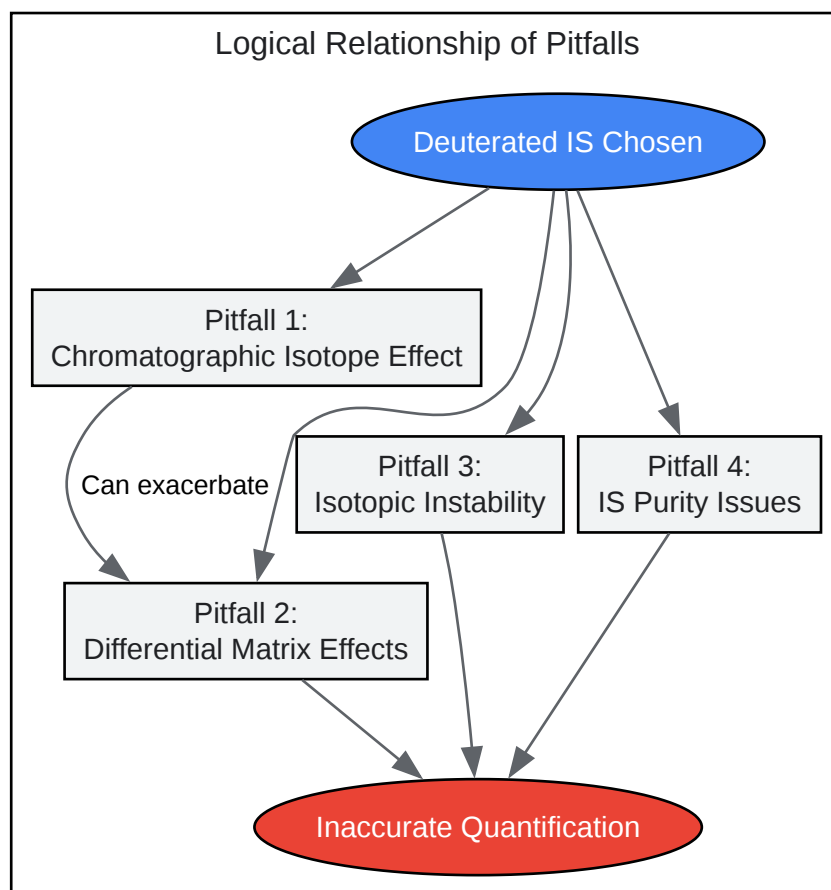 Logical Relationship of Pitfalls
Deuterated IS Chosen
Pitfall 1:
Chromatographic Isotope Effect
Can exacerbate
Pitfall 3:
Isotopic Instability
Pitfall 4:
IS Purity Issues
Pitfall 2:
Differential Matrix Effects
Inaccurate Quantification